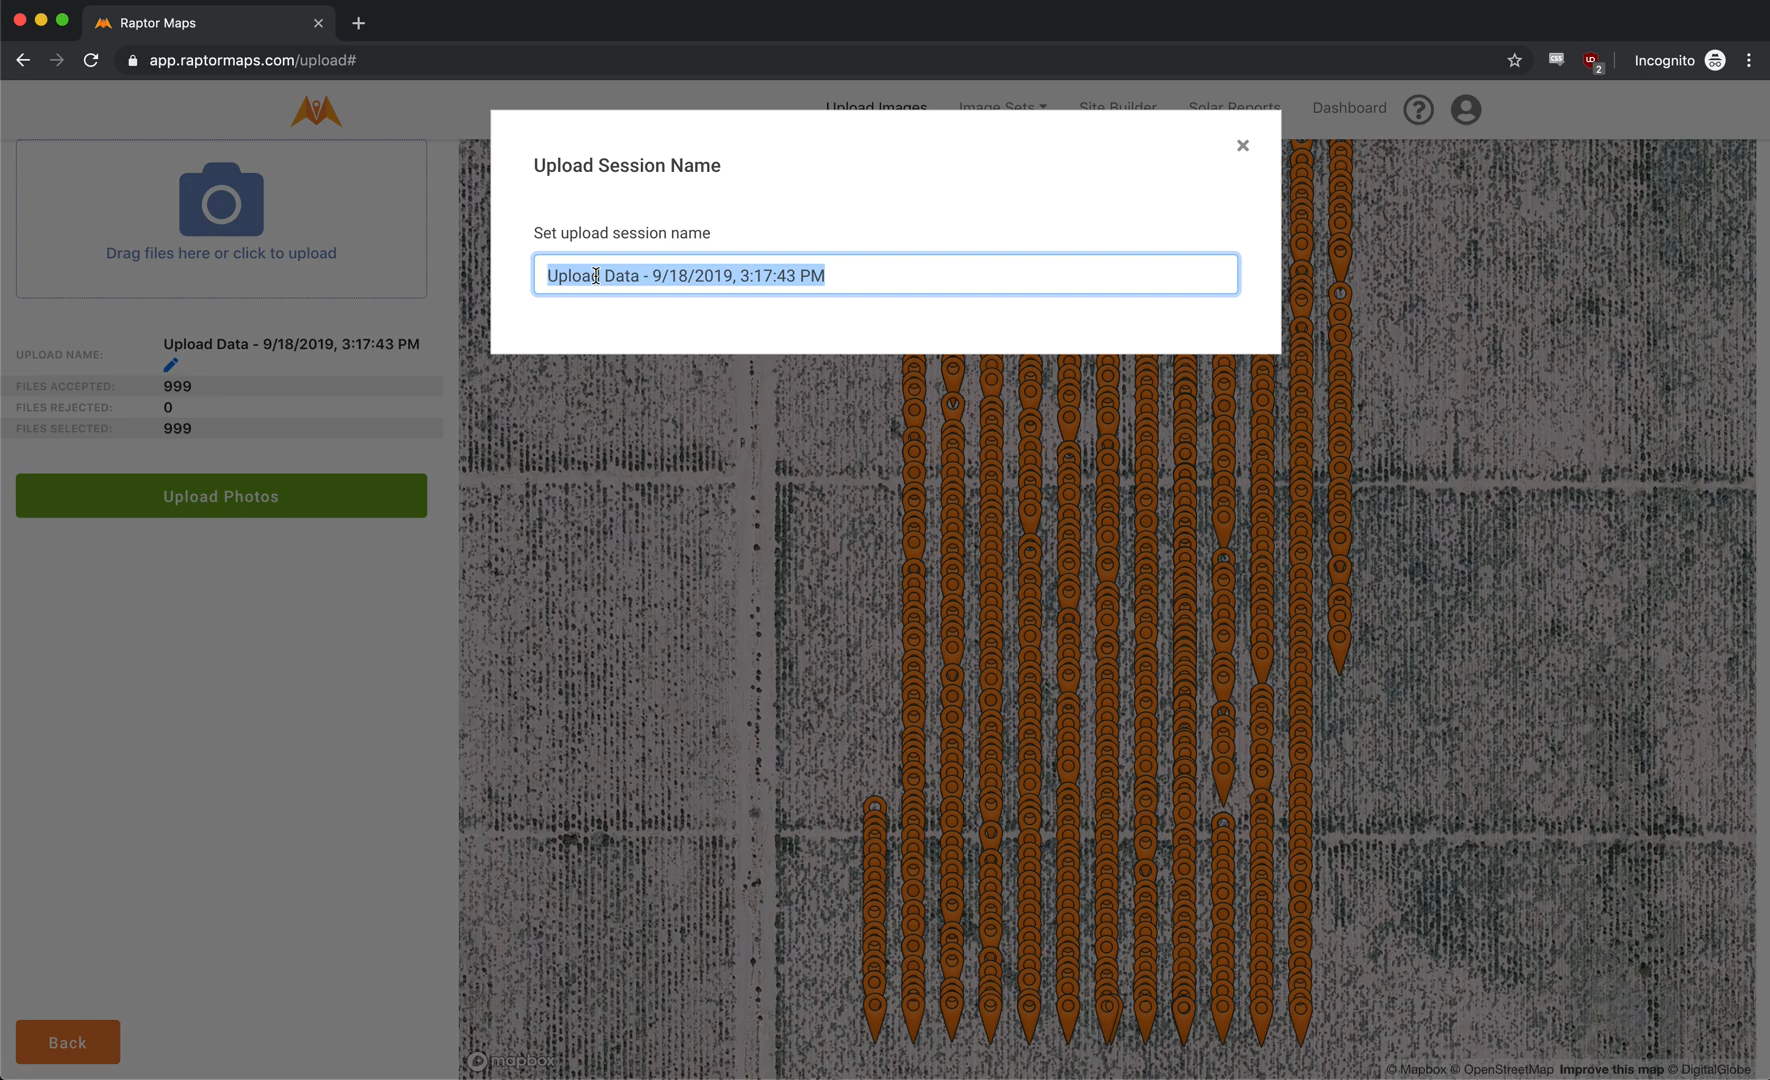 Raptor Maps
app.raptormaps.com/upload#
2
Incognito
Upload Images Image Sets Site Builder Solar Reports Dashboard ?
Drag files here or click to upload
UPLOAD NAME: Upload Data - 9/18/2019, 3:17:43 PM
FILES ACCEPTED: 999
FILES REJECTED: 0
FILES SELECTED: 999
Upload Photos
Back
Upload Session Name
Set upload session name
Upload Data - 9/18/2019, 3:17:43 PM
mapbox
© Mapbox © OpenStreetMap Improve this map © DigitalGlobe